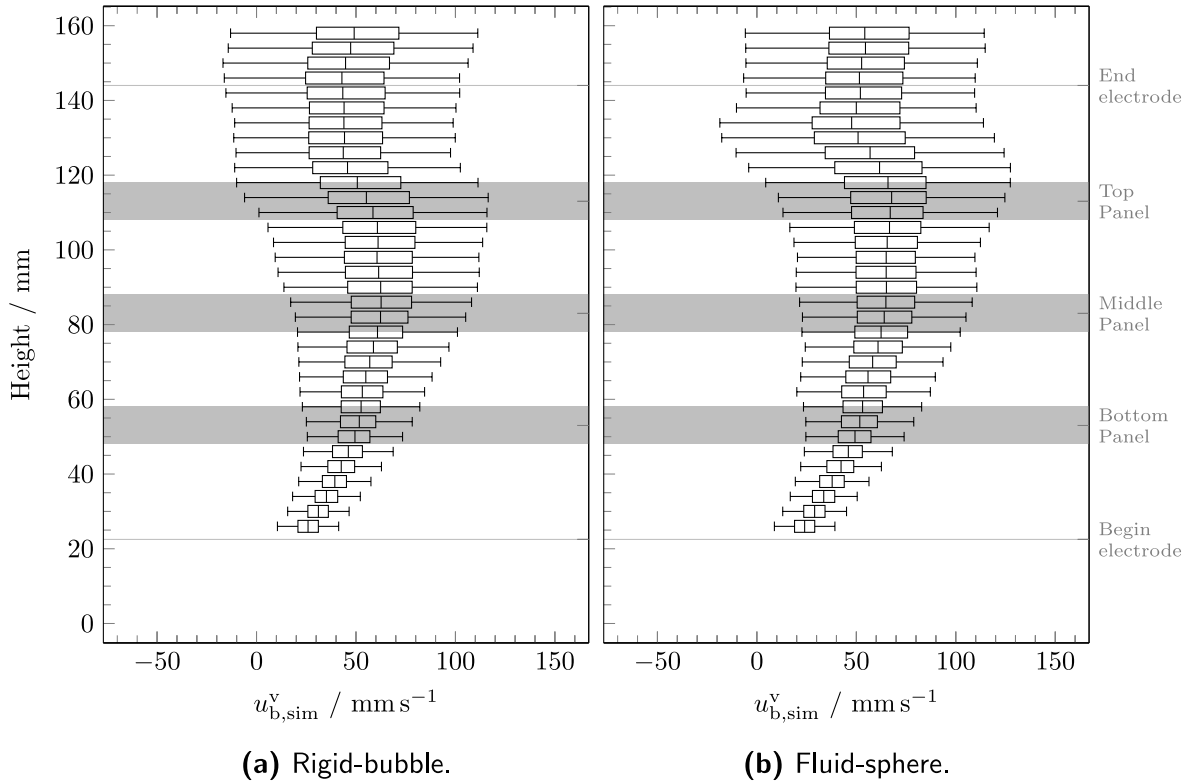 160
140
120
100
80
60
40
20
0
Height / mm
−50 0 50 100 150
u^v_b,sim / mm s⁻¹
(a) Rigid-bubble.
−50 0 50 100 150
u^v_b,sim / mm s⁻¹
(b) Fluid-sphere.
End
electrode
Top
Panel
Middle
Panel
Bottom
Panel
Begin
electrode